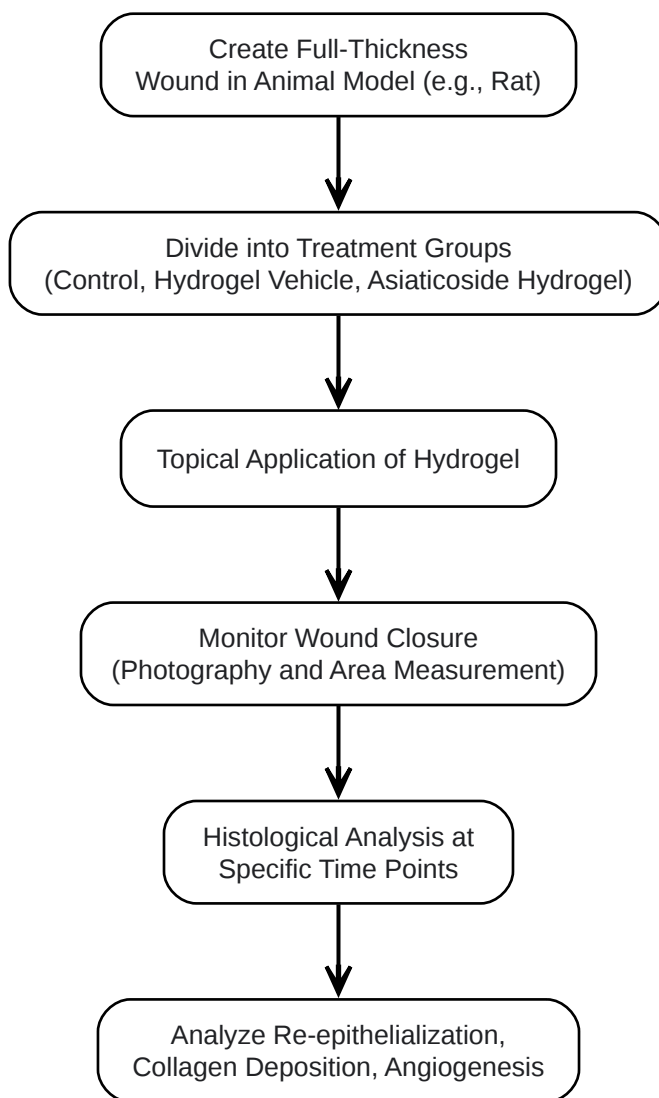 Create Full-Thickness
Wound in Animal Model (e.g., Rat)
Divide into Treatment Groups
(Control, Hydrogel Vehicle, Asiaticoside Hydrogel)
Topical Application of Hydrogel
Monitor Wound Closure
(Photography and Area Measurement)
Histological Analysis at
Specific Time Points
Analyze Re-epithelialization,
Collagen Deposition, Angiogenesis